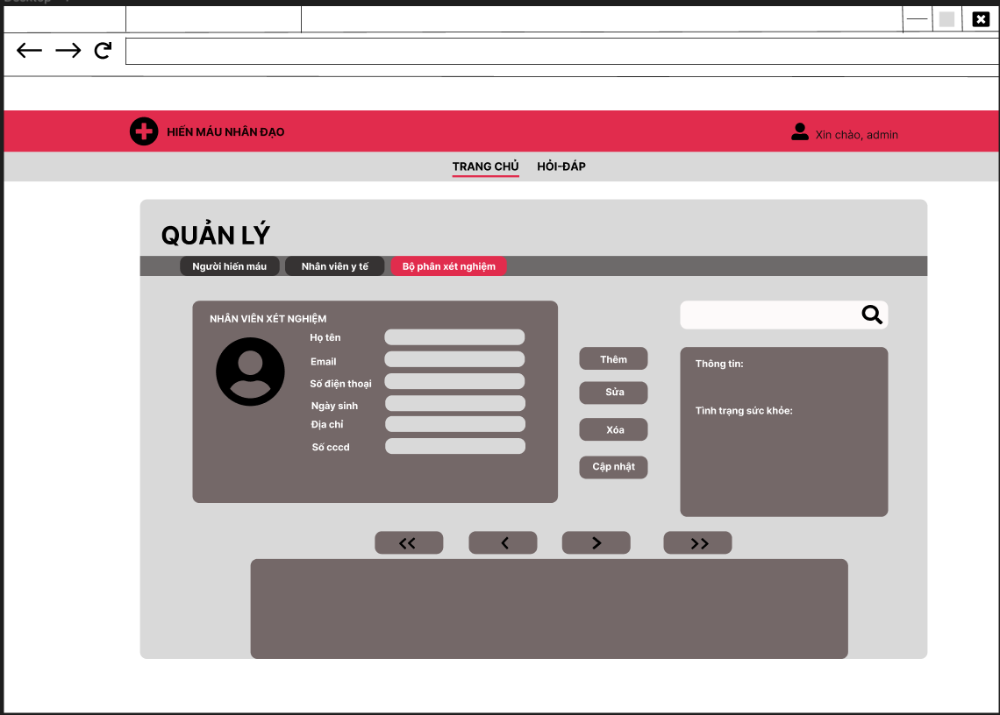 HIẾN MÁU NHÂN ĐẠO
Xin chào, admin
TRANG CHỦ HỎI-ĐÁP
QUẢN LÝ
Người hiến máu Nhân viên y tế Bộ phân xét nghiệm
NHÂN VIÊN XÉT NGHIỆM
Họ tên
Email
Số điện thoại
Ngày sinh
Địa chỉ
Số cccd
Thêm
Sửa
Xóa
Cập nhật
Thông tin:
Tình trạng sức khỏe:
<< < > >>